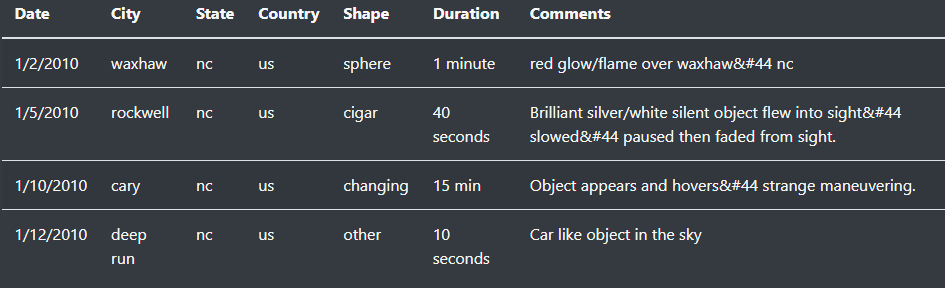 Date City State Country Shape Duration Comments
1/2/2010 waxhaw nc us sphere 1 minute red glow/flame over waxhaw&#44 nc
1/5/2010 rockwell nc us cigar 40 Brilliant silver/white silent object flew into sight&#44
seconds slowed&#44 paused then faded from sight.
1/10/2010 cary nc us changing 15 min Object appears and hovers&#44 strange maneuvering.
1/12/2010 deep nc us other 10 Car like object in the sky
run seconds